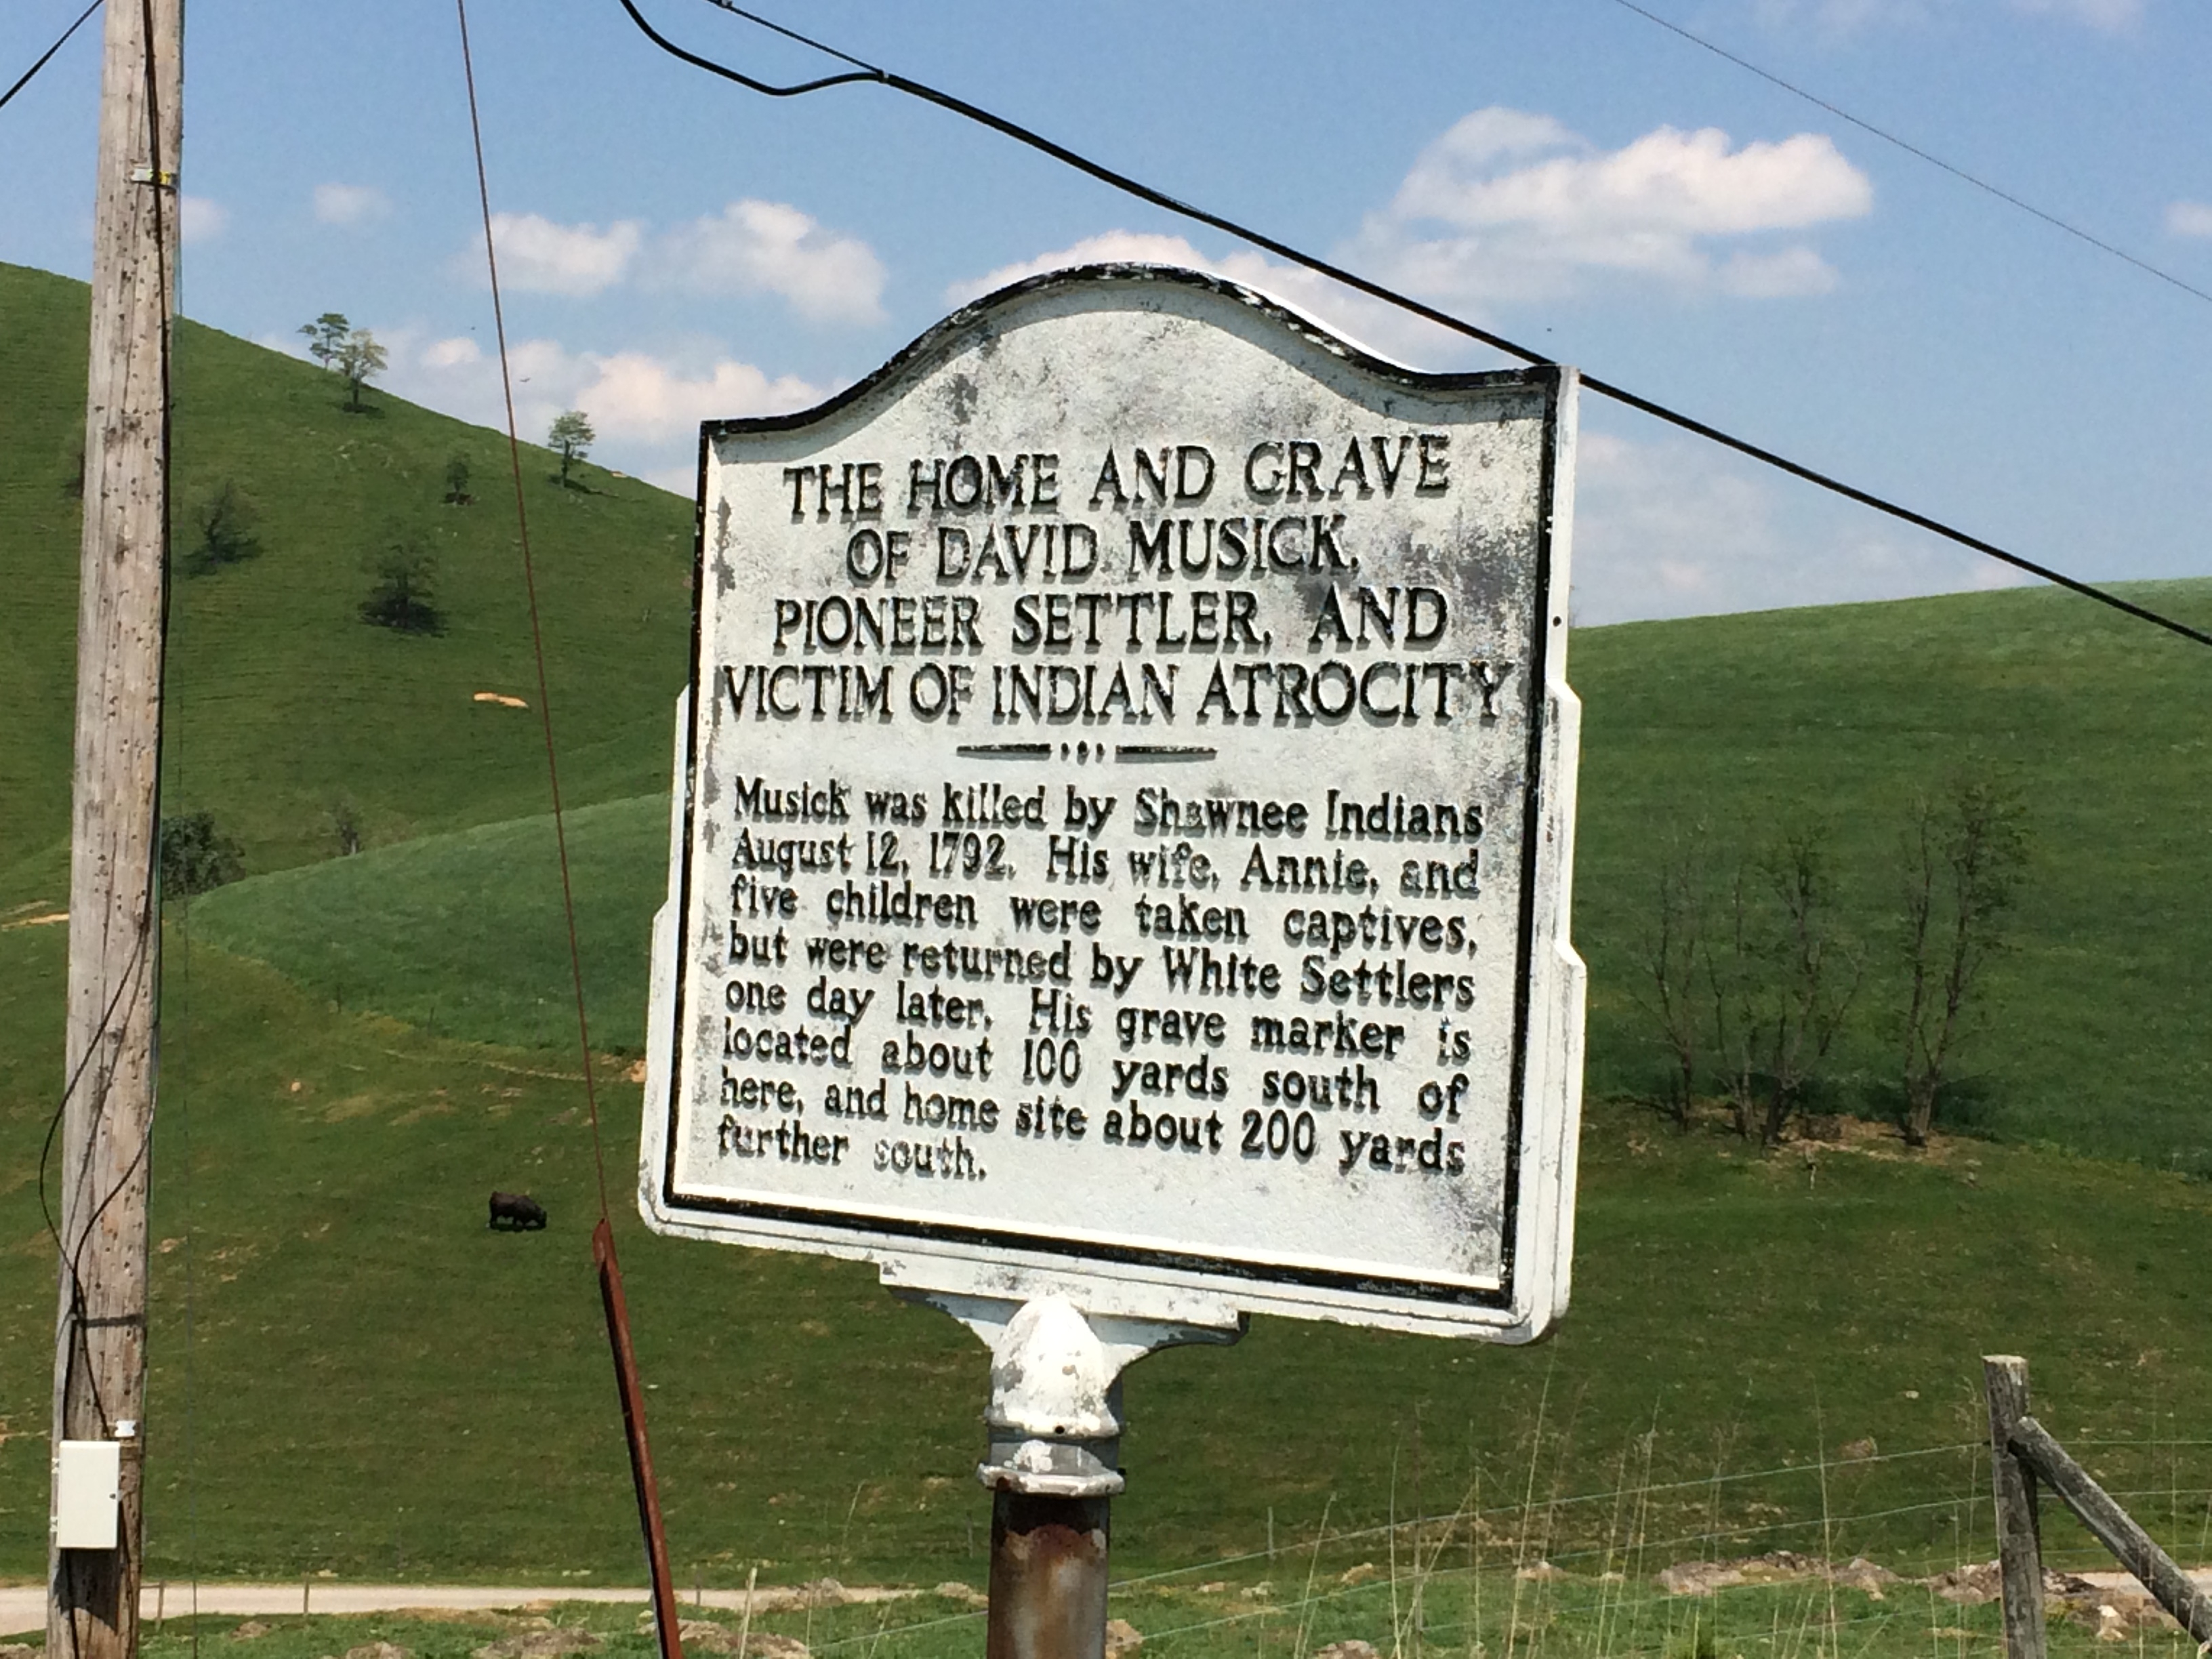 THE HOME AND GRAVE
OF DAVID MUSICK,
PIONEER SETTLER, AND
VICTIM OF INDIAN ATROCITY
Musick was killed by Shawnee Indians
August 12, 1792. His wife, Annie, and
five children were taken captives,
but were returned by White Settlers
one day later. His grave marker is
located about 100 yards south of
here, and home site about 200 yards
further south.